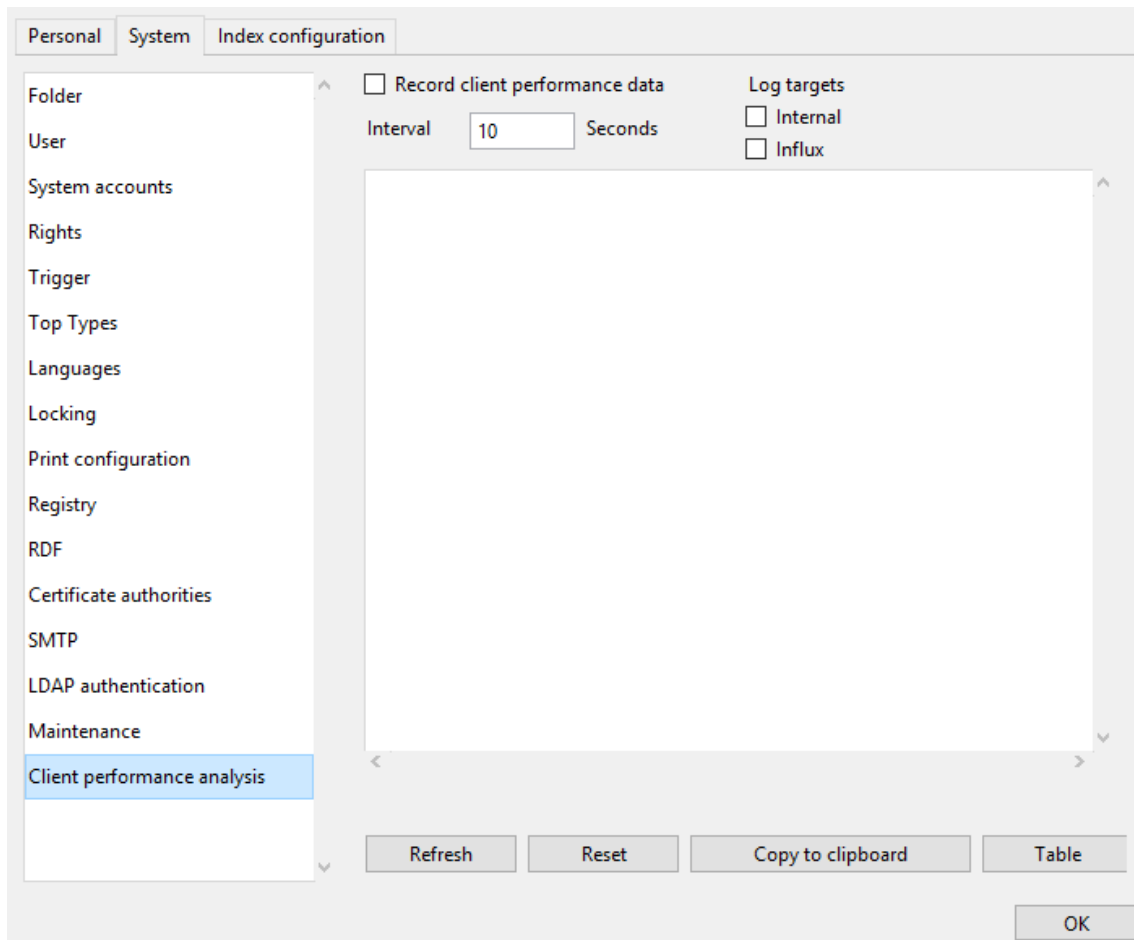 Personal System Index configuration
Folder
User
System accounts
Rights
Trigger
Top Types
Languages
Locking
Print configuration
Registry
RDF
Certificate authorities
SMTP
LDAP authentication
Maintenance
Client performance analysis
Record client performance data
Interval 10 Seconds
Log targets
Internal
Influx
Refresh Reset Copy to clipboard Table
OK